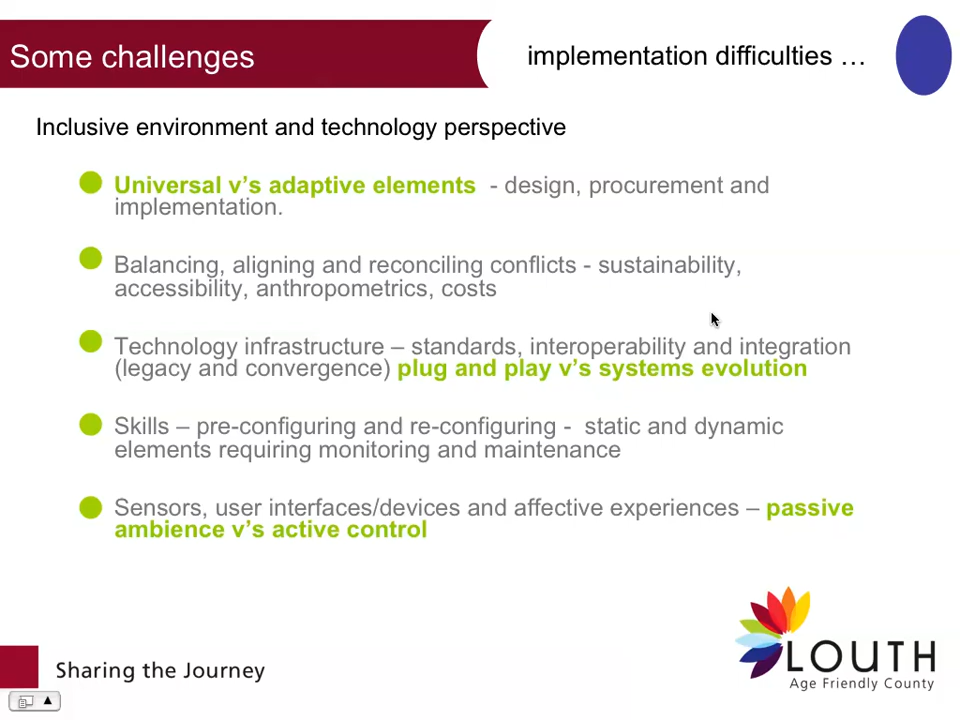 Some challenges
implementation difficulties …
Inclusive environment and technology perspective
Universal v’s adaptive elements - design, procurement and
implementation.
Balancing, aligning and reconciling conflicts - sustainability,
accessibility, anthropometrics, costs
Technology infrastructure – standards, interoperability and integration
(legacy and convergence) plug and play v’s systems evolution
Skills – pre-configuring and re-configuring - static and dynamic
elements requiring monitoring and maintenance
Sensors, user interfaces/devices and affective experiences – passive
ambience v’s active control
LOUTH
Age Friendly County
Sharing the Journey